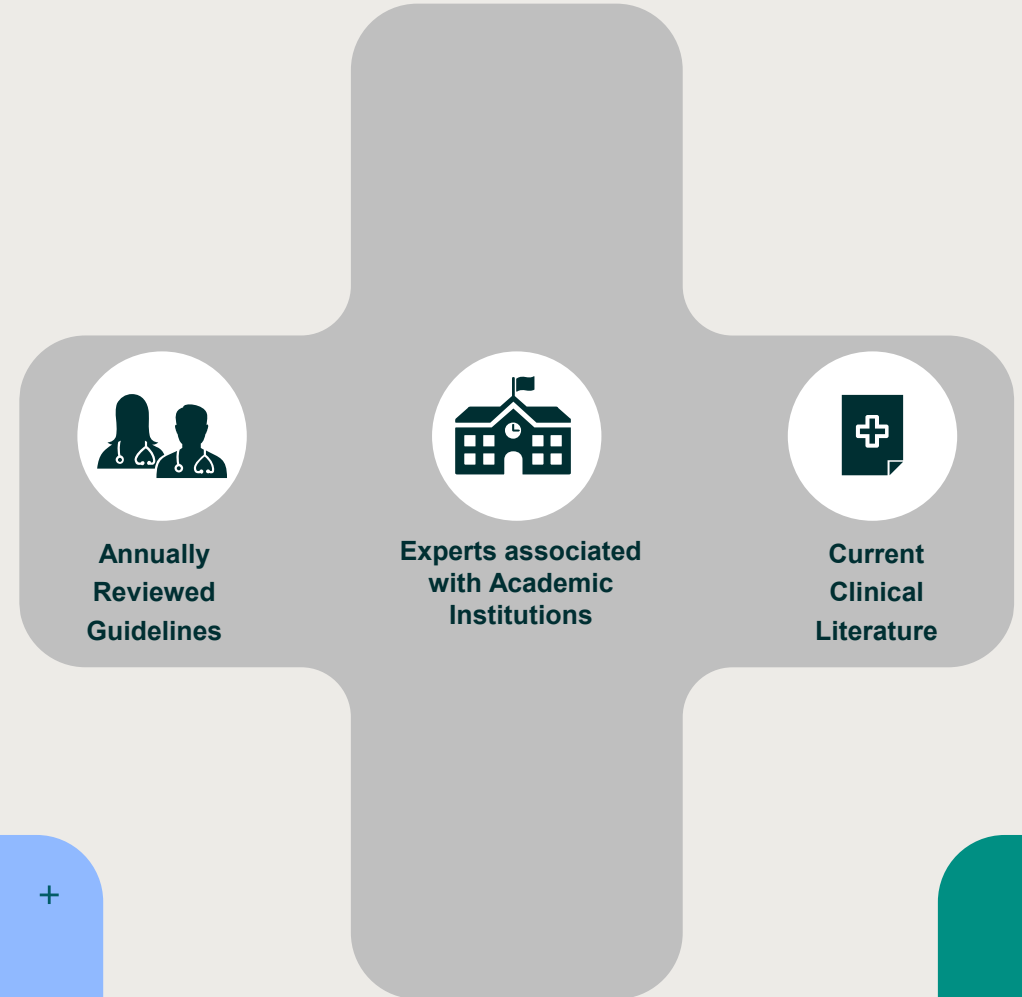 Annually
Reviewed
Guidelines
Experts associated
with Academic
Institutions
Current
Clinical
Literature
+